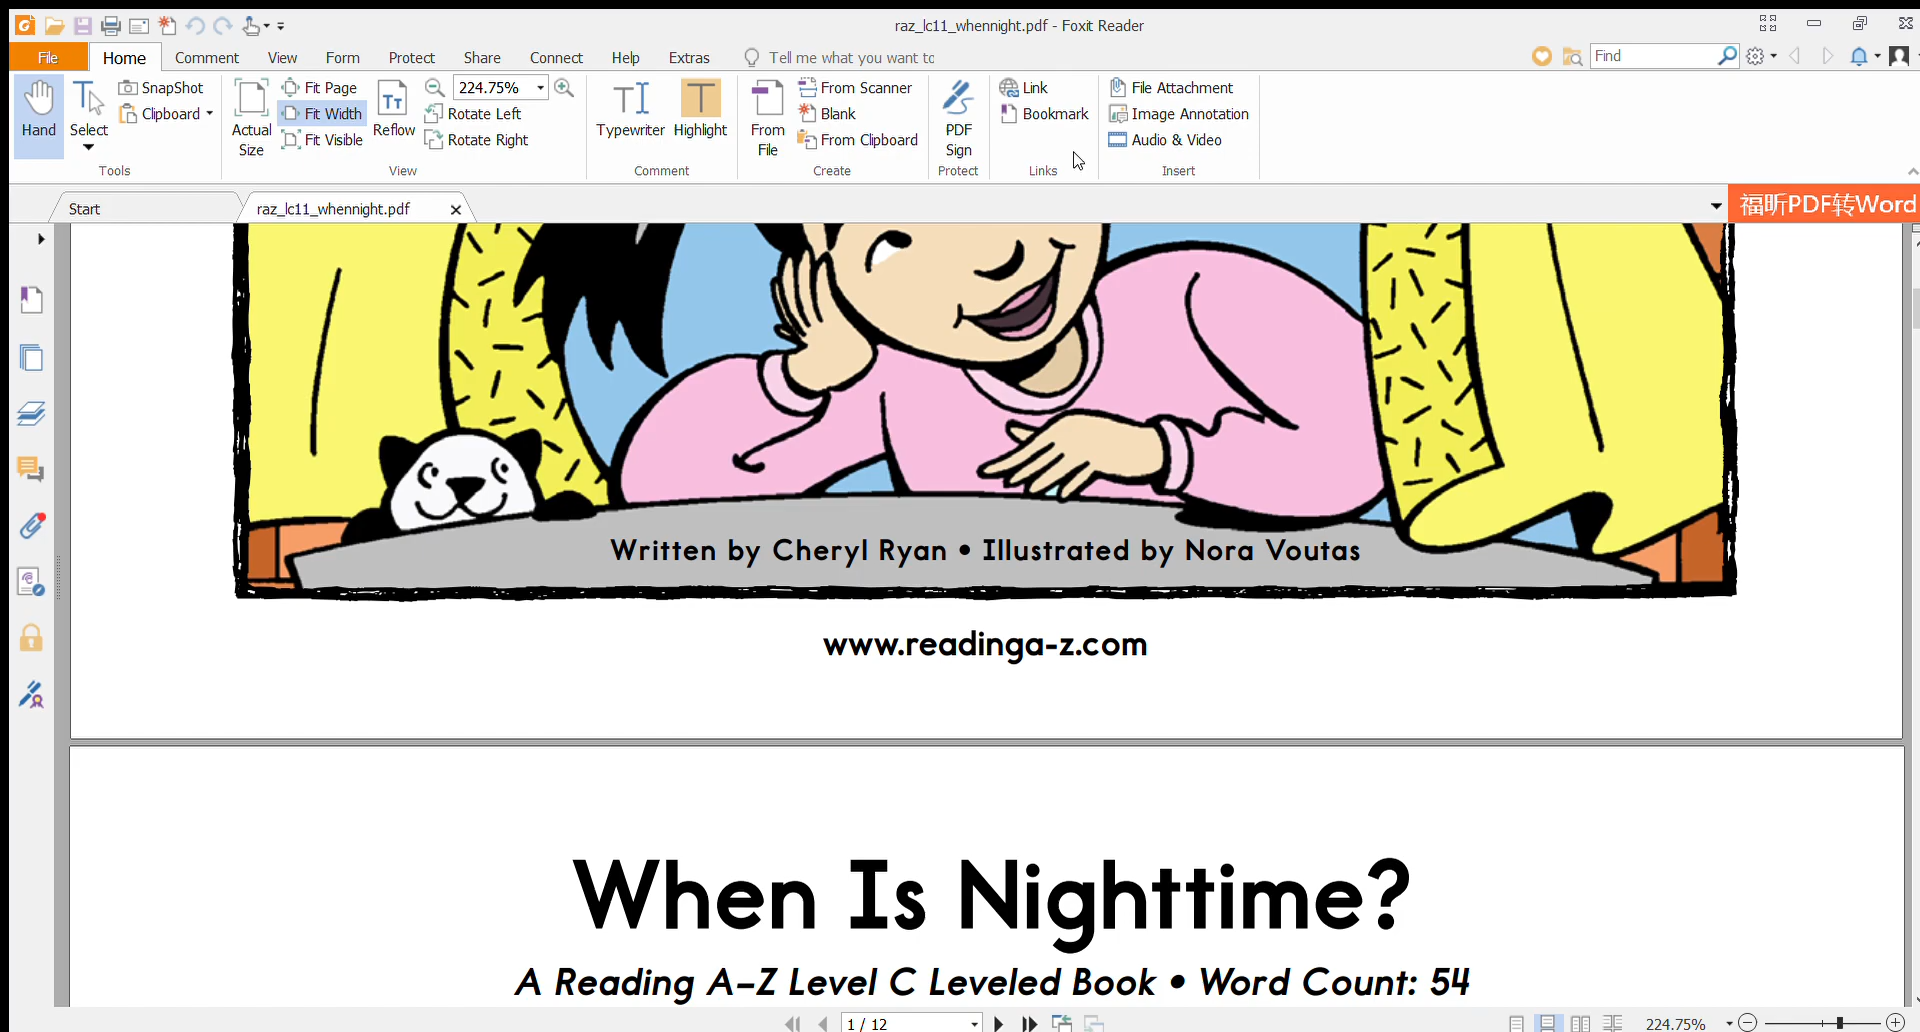 raz_lc11_whennight.pdf - Foxit Reader
File Home Comment View Form Protect Share Connect Help Extras Tell me what you want to Find
Hand
Select
SnapShot
Clipboard
Tools
Actual Size
Fit Page
Fit Width
Fit Visible
Reflow
224.75%
Rotate Left
Rotate Right
View
Typewriter
Highlight
Comment
From File
From Scanner
Blank
From Clipboard
Create
PDF Sign
Protect
Link
Bookmark
Links
File Attachment
Image Annotation
Audio & Video
Insert
Start
raz_lc11_whennight.pdf
福昕PDF转Word
Written by Cheryl Ryan • Illustrated by Nora Voutas
www.readinga-z.com
When Is Nighttime?
A Reading A–Z Level C Leveled Book • Word Count: 54
1 / 12
224.75%